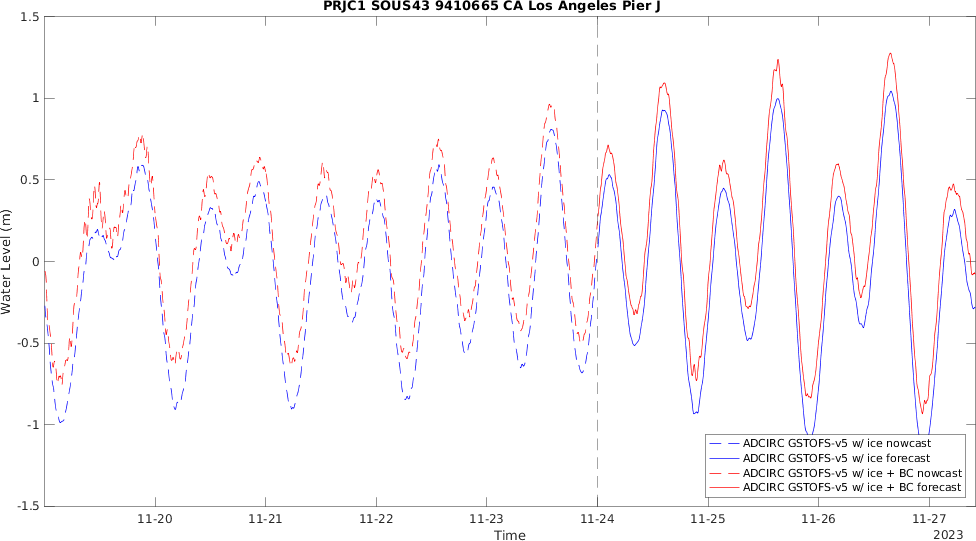 PRJC1 SOUS43 9410665 CA Los Angeles Pier J
1.5
1
0.5
0
-0.5
-1
-1.5
Water Level (m)
11-20
11-21
11-22
11-23
11-24
11-25
11-26
11-27
Time
2023
ADCIRC GSTOFS-v5 w/ ice nowcast
ADCIRC GSTOFS-v5 w/ ice forecast
ADCIRC GSTOFS-v5 w/ ice + BC nowcast
ADCIRC GSTOFS-v5 w/ ice + BC forecast